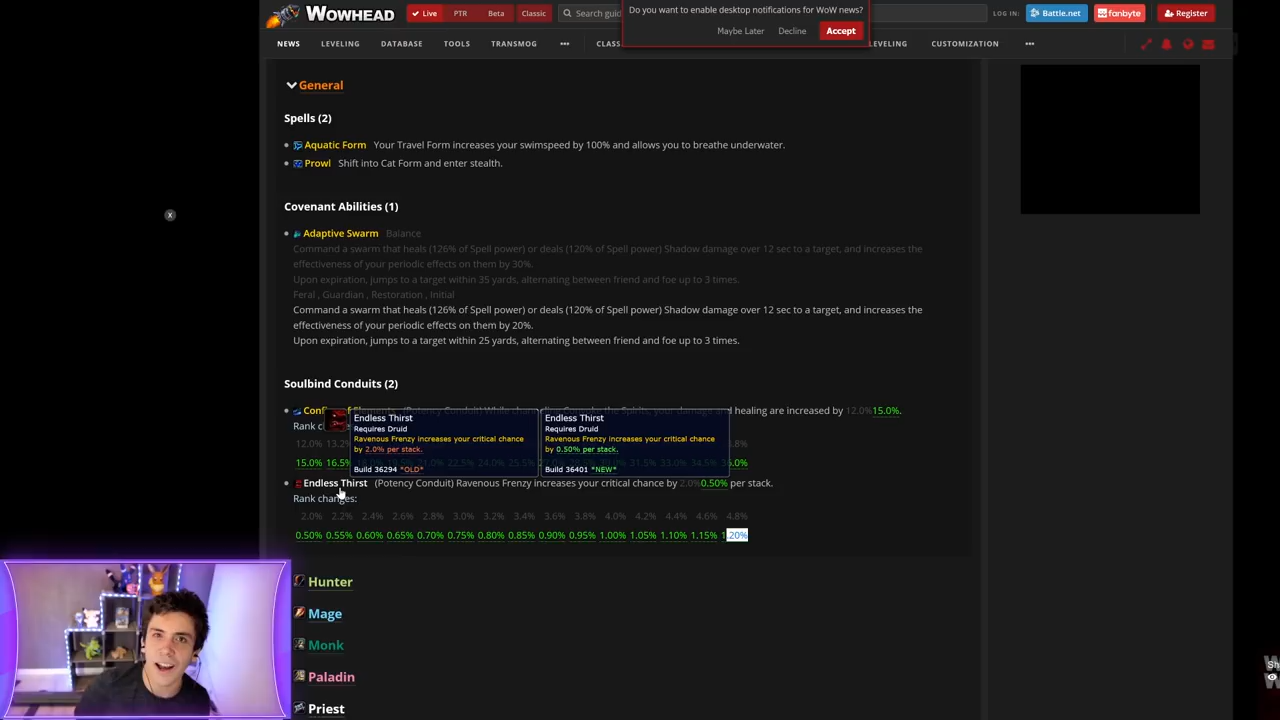 WOWHEAD
Live
PTR
Beta
Classic
Search guid
Do you want to enable desktop notifications for WoW news?
Maybe Later
Decline
Accept
LOG IN:
Battle.net
fanbyte
Register
NEWS
LEVELING
DATABASE
TOOLS
TRANSMOG
•••
CLASS
LEVELING
CUSTOMIZATION
•••
General
Spells (2)
Aquatic Form Your Travel Form increases your swimspeed by 100% and allows you to breathe underwater.
Prowl Shift into Cat Form and enter stealth.
Covenant Abilities (1)
X
Adaptive Swarm Balance
Command a swarm that heals (126% of Spell power) or deals (120% of Spell power) Shadow damage over 12 sec to a target, and increases the
effectiveness of your periodic effects on them by 30%.
Upon expiration, jumps to a target within 35 yards, alternating between friend and foe up to 3 times.
Feral , Guardian , Restoration , Initial
Command a swarm that heals (126% of Spell power) or deals (120% of Spell power) Shadow damage over 12 sec to a target, and increases the
effectiveness of your periodic effects on them by 20%.
Upon expiration, jumps to a target within 25 yards, alternating between friend and foe up to 3 times.
Soulbind Conduits (2)
healing are increased by 12.0%15.0%.
Rank c
12.0% 13.2% .8%
15.0% 16.5% 36.0%
Endless Thirst
Requires Druid
Ravenous Frenzy increases your critical chance
by 2.0% per stack.
Build 36294 *OLD*
Endless Thirst
Requires Druid
Ravenous Frenzy increases your critical chance
by 0.50% per stack.
Build 36401 *NEW*
Endless Thirst (Potency Conduit) Ravenous Frenzy increases your critical chance by 2.0%0.50% per stack.
Rank changes:
2.0% 2.2% 2.4% 2.6% 2.8% 3.0% 3.2% 3.4% 3.6% 3.8% 4.0% 4.2% 4.4% 4.6% 4.8%
0.50% 0.55% 0.60% 0.65% 0.70% 0.75% 0.80% 0.85% 0.90% 0.95% 1.00% 1.05% 1.10% 1.15% 1.20%
Hunter
Mage
Monk
Paladin
Priest
Sh